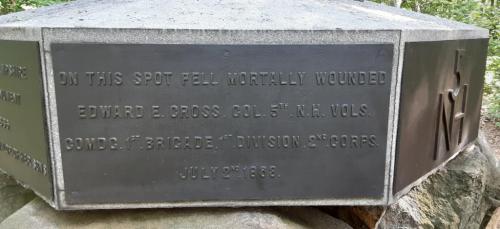 ON THIS SPOT FELL MORTALLY WOUNDED
EDWARD E. CROSS. COL. 5TH. N.H. VOLS.
COMDG. 1ST. BRIGADE, 1ST. DIVISION, 2ND. CORPS.
JULY 2ND. 1863.
5
NH